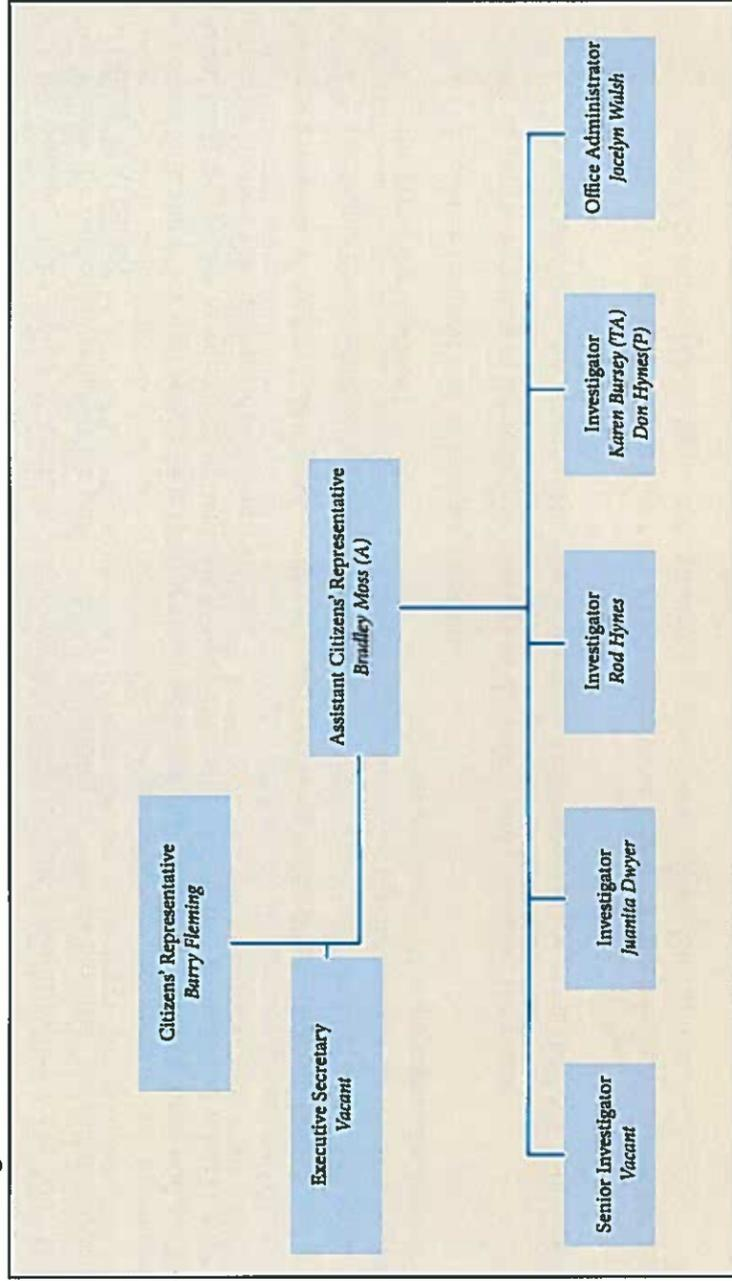 Citizens' Representative
Barry Fleming
Executive Secretary
Vacant
Assistant Citizens' Representative
Bradley Moss (A)
Senior Investigator
Vacant
Investigator
Juanita Dwyer
Investigator
Rod Hynes
Investigator
Karen Bursey (TA)
Don Hynes(P)
Office Administrator
Jocelyn Walsh